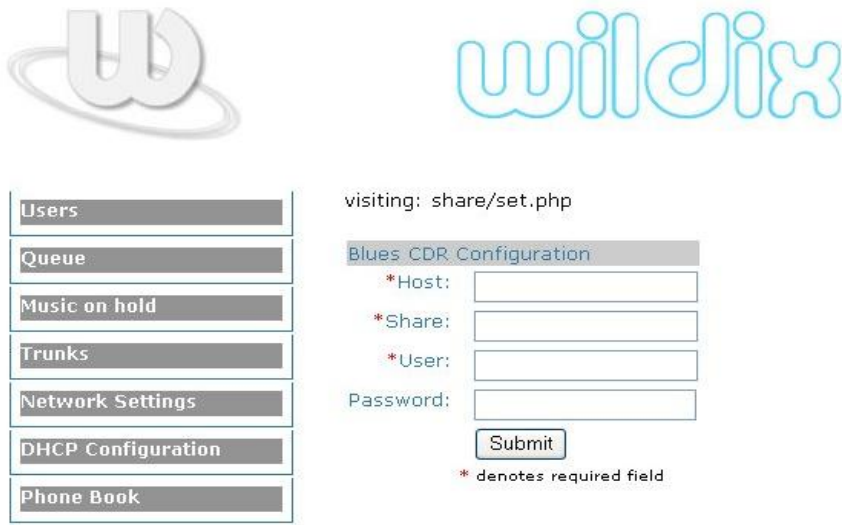 w
wildix
Users
Queue
Music on hold
Trunks
Network Settings
DHCP Configuration
Phone Book
visiting: share/set.php
Blues CDR Configuration
*Host:
*Share:
*User:
Password:
Submit
* denotes required field